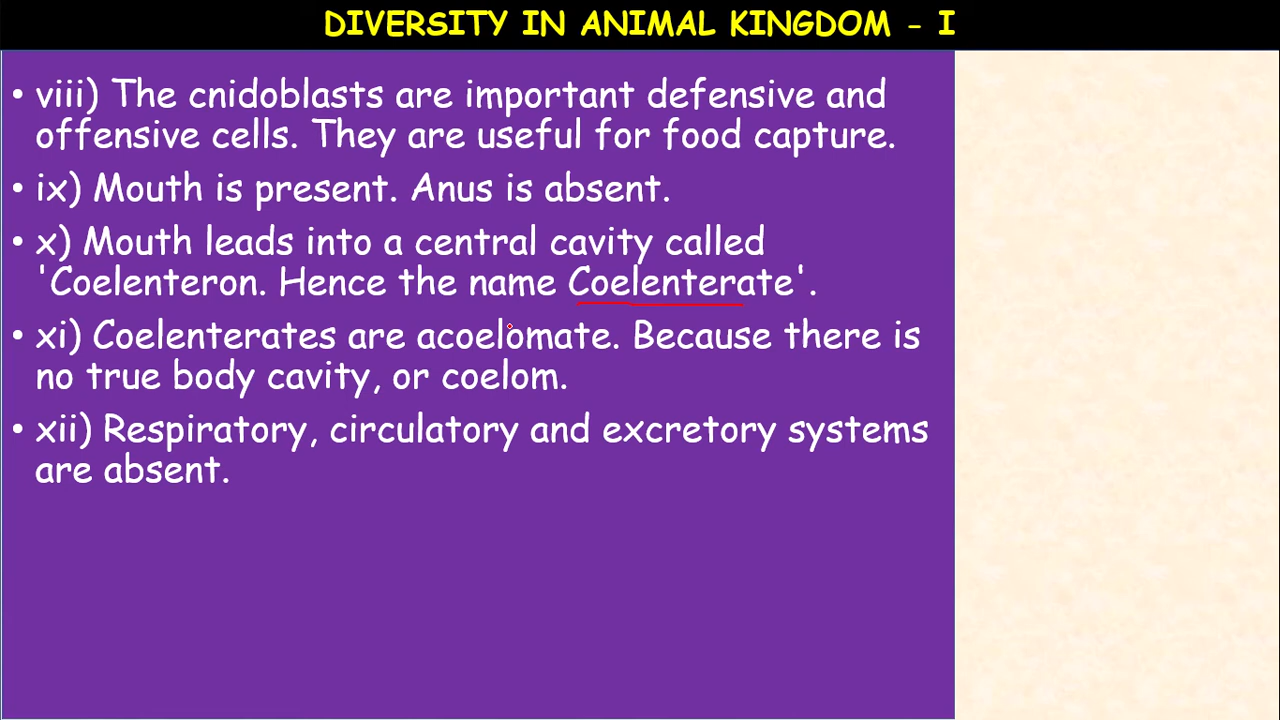 DIVERSITY IN ANIMAL KINGDOM - I
• viii) The cnidoblasts are important defensive and
offensive cells. They are useful for food capture.
• ix) Mouth is present. Anus is absent.
• x) Mouth leads into a central cavity called
'Coelenteron. Hence the name Coelenterate'.
• xi) Coelenterates are acoelomate. Because there is
no true body cavity, or coelom.
• xii) Respiratory, circulatory and excretory systems
are absent.